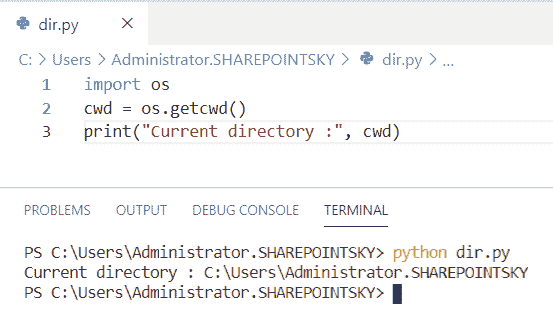 dir.py ×
C: > Users > Administrator.SHAREPOINTSKY > dir.py > ...
1 import os
2 cwd = os.getcwd()
3 print("Current directory :", cwd)
PROBLEMS OUTPUT DEBUG CONSOLE TERMINAL
PS C:\Users\Administrator.SHAREPOINTSKY> python dir.py
Current directory : C:\Users\Administrator.SHAREPOINTSKY
PS C:\Users\Administrator.SHAREPOINTSKY>